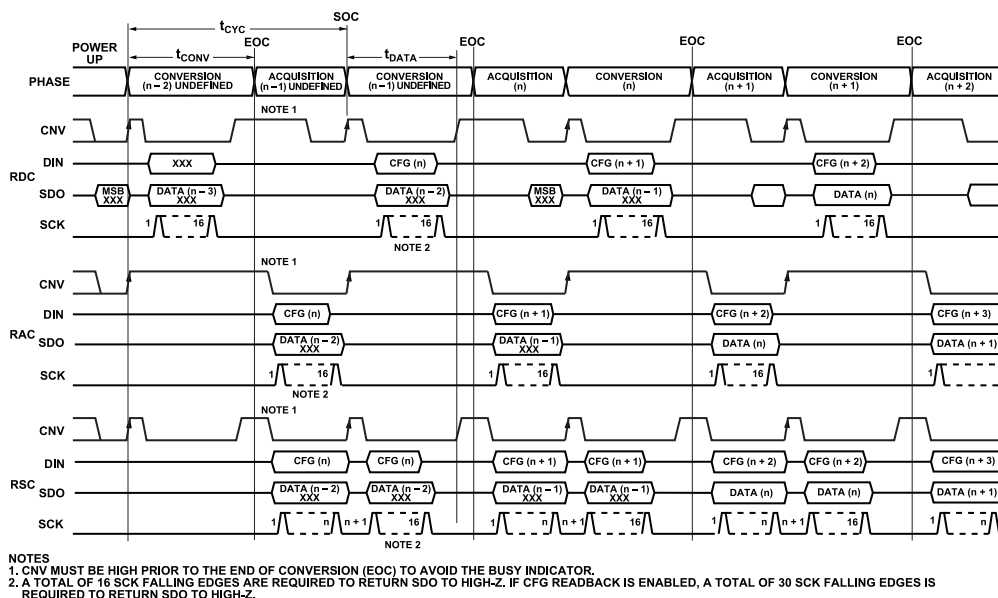 SOC
tCYC
POWER UP
EOC
tCONV
tDATA
EOC
EOC
EOC
PHASE
CONVERSION (n – 2) UNDEFINED
ACQUISITION (n – 1) UNDEFINED
CONVERSION (n – 1) UNDEFINED
ACQUISITION (n)
CONVERSION (n)
ACQUISITION (n + 1)
CONVERSION (n + 1)
ACQUISITION (n + 2)
NOTE 1
CNV
RDC
DIN
XXX
CFG (n)
CFG (n + 1)
CFG (n + 2)
SDO
MSB XXX
DATA (n – 3) XXX
DATA (n – 2) XXX
MSB XXX
DATA (n – 1) XXX
DATA (n)
SCK
1 16
1 16
1 16
1 16
NOTE 2
NOTE 1
CNV
RAC
DIN
CFG (n)
CFG (n + 1)
CFG (n + 2)
CFG (n + 3)
SDO
DATA (n – 2) XXX
DATA (n – 1) XXX
DATA (n)
DATA (n + 1)
SCK
1 16
1 16
1 16
1
NOTE 2
NOTE 1
CNV
RSC
DIN
CFG (n)
CFG (n)
CFG (n + 1)
CFG (n + 1)
CFG (n + 2)
CFG (n + 2)
CFG (n + 3)
SDO
DATA (n – 2) XXX
DATA (n – 2) XXX
DATA (n – 1) XXX
DATA (n – 1) XXX
DATA (n)
DATA (n)
DATA (n + 1)
SCK
1 n n + 1 16
1 n n + 1 16
1 n n + 1 16
1
NOTE 2
NOTES
1. CNV MUST BE HIGH PRIOR TO THE END OF CONVERSION (EOC) TO AVOID THE BUSY INDICATOR.
2. A TOTAL OF 16 SCK FALLING EDGES ARE REQUIRED TO RETURN SDO TO HIGH-Z. IF CFG READBACK IS ENABLED, A TOTAL OF 30 SCK FALLING EDGES IS
REQUIRED TO RETURN SDO TO HIGH-Z.